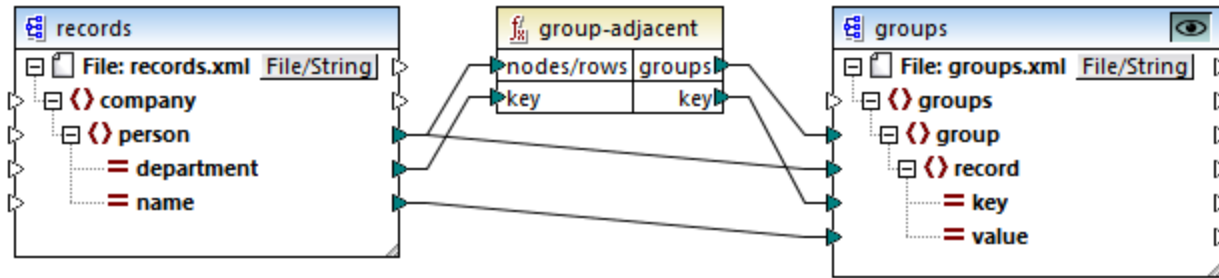 records
File: records.xml File/String
company
person
department
name
group-adjacent
nodes/rows groups
key key
groups
File: groups.xml File/String
groups
group
record
key
value